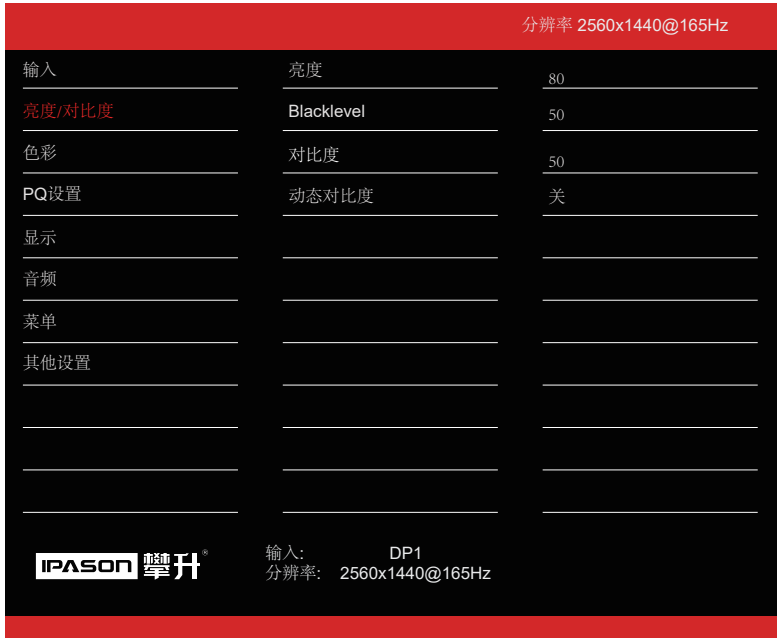 分辨率 2560x1440@165Hz
输入 亮度 80
亮度/对比度 Blacklevel 50
色彩 对比度 50
PQ设置 动态对比度 关
显示
音频
菜单
其他设置
IPASON 攀升®
输入: DP1
分辨率: 2560x1440@165Hz